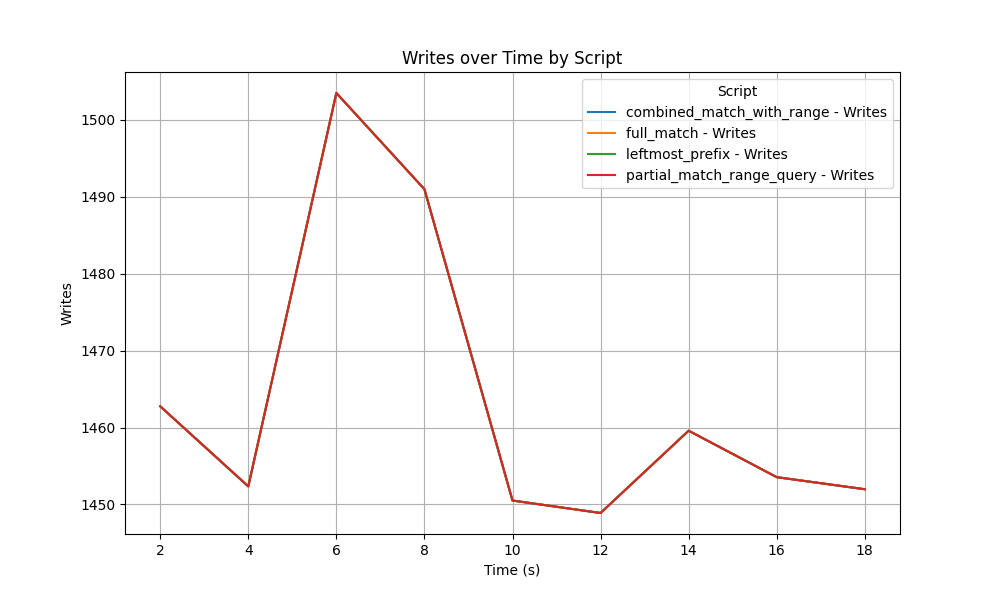 Writes over Time by Script
Script
combined_match_with_range - Writes
full_match - Writes
leftmost_prefix - Writes
partial_match_range_query - Writes
Writes
1500
1490
1480
1470
1460
1450
2 4 6 8 10 12 14 16 18
Time (s)